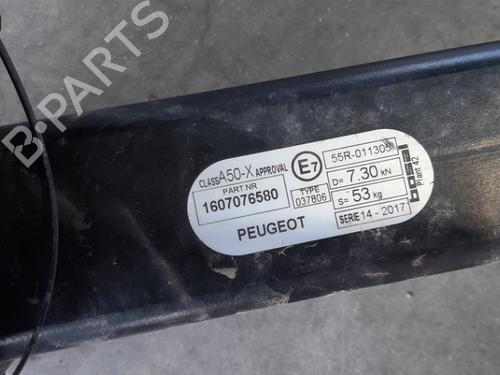 B-PARTS
CLASS A50-X APPROVAL
E7
55R-011305
PART NR
1607076580
TYPE
037806
D= 7.30 kN
S= 53 kg
PEUGEOT
SERIE 14 - 2017
bosal
Plant 42